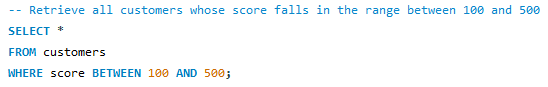 -- Retrieve all customers whose score falls in the range between 100 and 500
SELECT *
FROM customers
WHERE score BETWEEN 100 AND 500;